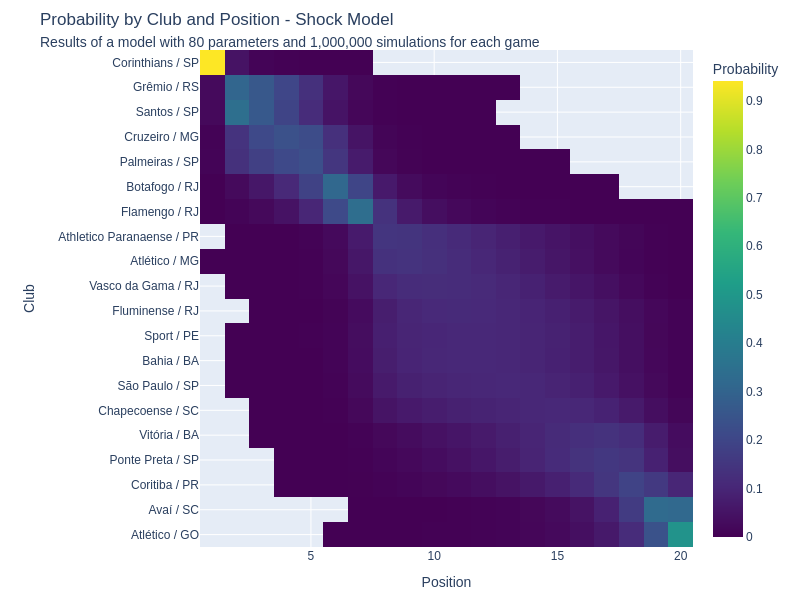 Probability by Club and Position - Shock Model
Results of a model with 80 parameters and 1,000,000 simulations for each game
Probability
Corinthians / SP
Grêmio / RS
Santos / SP
Cruzeiro / MG
Palmeiras / SP
Botafogo / RJ
Flamengo / RJ
Athletico Paranaense / PR
Atlético / MG
Vasco da Gama / RJ
Fluminense / RJ
Sport / PE
Bahia / BA
São Paulo / SP
Chapecoense / SC
Vitória / BA
Ponte Preta / SP
Coritiba / PR
Avaí / SC
Atlético / GO
Club
5
10
15
20
Position
0.9
0.8
0.7
0.6
0.5
0.4
0.3
0.2
0.1
0